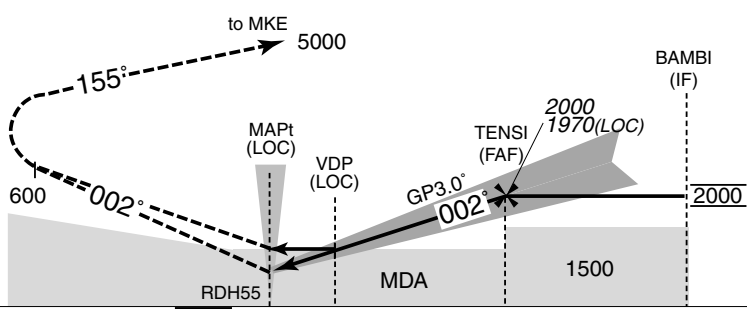 to MKE
5000
155°
BAMBI
(IF)
2000
1970(LOC)
MAPt
(LOC)
TENSI
(FAF)
VDP
(LOC)
GP3.0°
600
002°
002°
2000
1500
MDA
RDH55